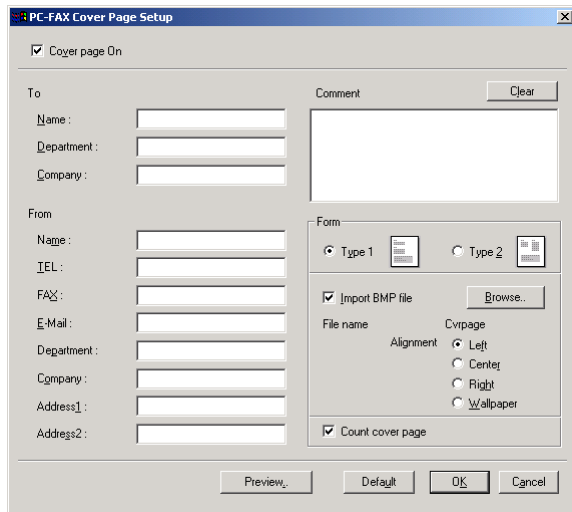 PC-FAX Cover Page Setup
Cover page On
To
Name :
Department :
Company :
From
Name :
TEL :
FAX :
E-Mail :
Department :
Company :
Address1 :
Address2 :
Comment
Clear
Form
Type 1
Type 2
Import BMP file
Browse..
File name
Cvrpage
Alignment
Left
Center
Right
Wallpaper
Count cover page
Preview..
Default
OK
Cancel